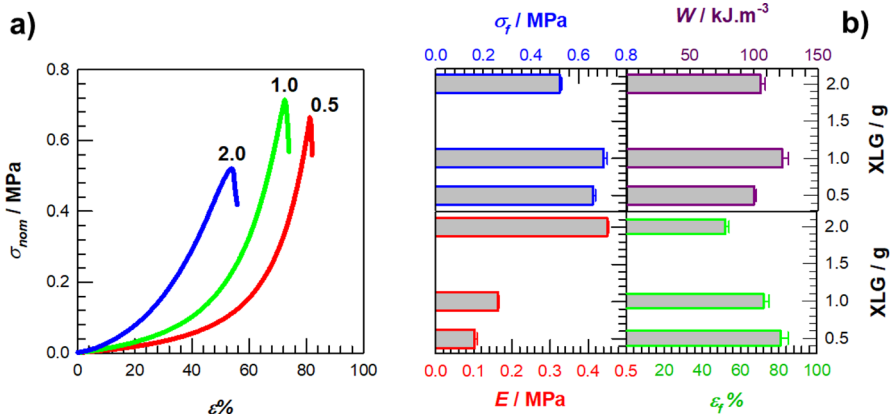 a)
σnom / MPa
0.8
0.6
0.4
0.2
0.0
0 20 40 60 80 100
ε%
2.0
1.0
0.5
b)
σf / MPa
W / kJ.m-3
0.0 0.2 0.4 0.6 0.8
50 100 150
2.0
1.5
1.0
0.5
XLG / g
2.0
1.5
1.0
0.5
XLG / g
0.0 0.1 0.2 0.3 0.4 0.5
20 40 60 80 100
E / MPa
εf%